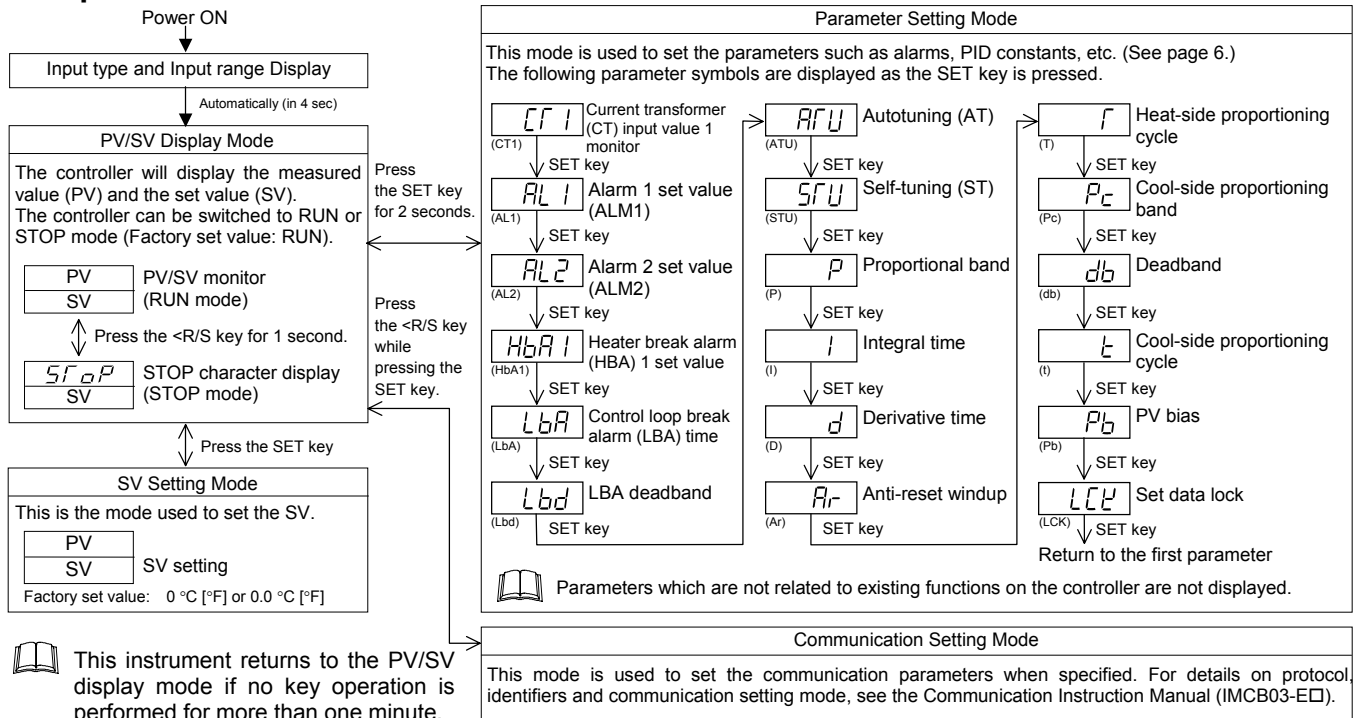 Power ON
Input type and Input range Display
Automatically (in 4 sec)
PV/SV Display Mode
The controller will display the measured
value (PV) and the set value (SV).
The controller can be switched to RUN or
STOP mode (Factory set value: RUN).
PV
SV
PV/SV monitor
(RUN mode)
Press the <R/S key for 1 second.
SToP
SV
STOP character display
(STOP mode)
Press the SET key
SV Setting Mode
This is the mode used to set the SV.
PV
SV
SV setting
Factory set value: 0 °C [°F] or 0.0 °C [°F]
This instrument returns to the PV/SV
display mode if no key operation is
performed for more than one minute.
Press
the SET key
for 2 seconds.
Press
the <R/S key
while
pressing the
SET key.
Parameter Setting Mode
This mode is used to set the parameters such as alarms, PID constants, etc. (See page 6.)
The following parameter symbols are displayed as the SET key is pressed.
CT1
(CT1)
Current transformer
(CT) input value 1
monitor
SET key
AL1
(AL1)
Alarm 1 set value
(ALM1)
SET key
AL2
(AL2)
Alarm 2 set value
(ALM2)
SET key
HbA1
(HbA1)
Heater break alarm
(HBA) 1 set value
SET key
LbA
(LbA)
Control loop break
alarm (LBA) time
SET key
Lbd
(Lbd)
LBA deadband
SET key
ATU
(ATU)
Autotuning (AT)
SET key
STU
(STU)
Self-tuning (ST)
SET key
P
(P)
Proportional band
SET key
I
(I)
Integral time
SET key
d
(D)
Derivative time
SET key
Ar
(Ar)
Anti-reset windup
SET key
T
(T)
Heat-side proportioning
cycle
SET key
Pc
(Pc)
Cool-side proportioning
band
SET key
db
(db)
Deadband
SET key
t
(t)
Cool-side proportioning
cycle
SET key
Pb
(Pb)
PV bias
SET key
LCK
(LCK)
Set data lock
SET key
Return to the first parameter
Parameters which are not related to existing functions on the controller are not displayed.
Communication Setting Mode
This mode is used to set the communication parameters when specified. For details on protocol,
identifiers and communication setting mode, see the Communication Instruction Manual (IMCB03-E□).